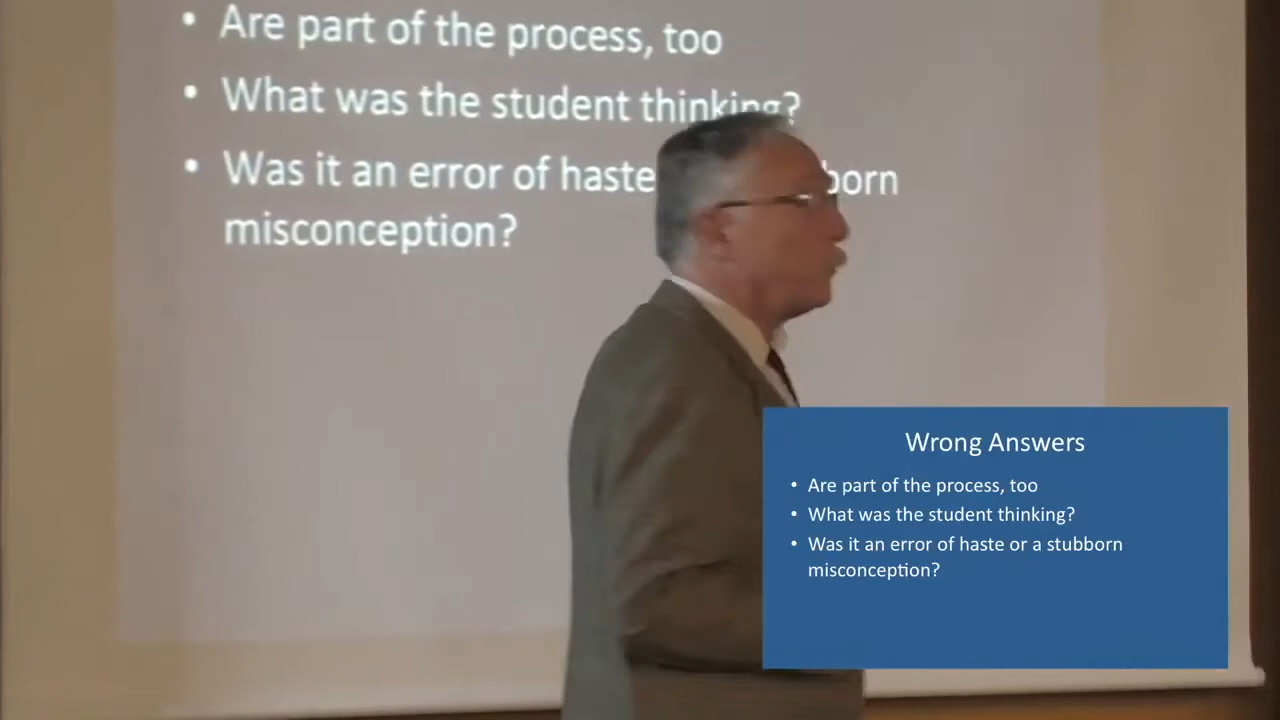 • Are part of the process, too
• What was the student thinking?
• Was it an error of haste born
misconception?
Wrong Answers
• Are part of the process, too
• What was the student thinking?
• Was it an error of haste or a stubborn
misconception?